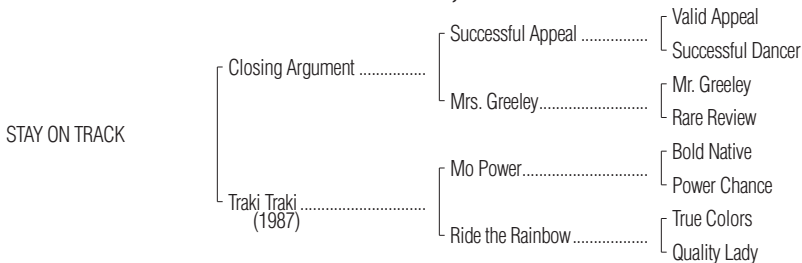 Valid Appeal
Successful Appeal ................
Successful Dancer
Closing Argument ................
Mr. Greeley
Mrs. Greeley..........................
Rare Review
STAY ON TRACK
Bold Native
Mo Power..............................
Power Chance
Traki Traki ..............................
(1987)
True Colors
Ride the Rainbow..................
Quality Lady